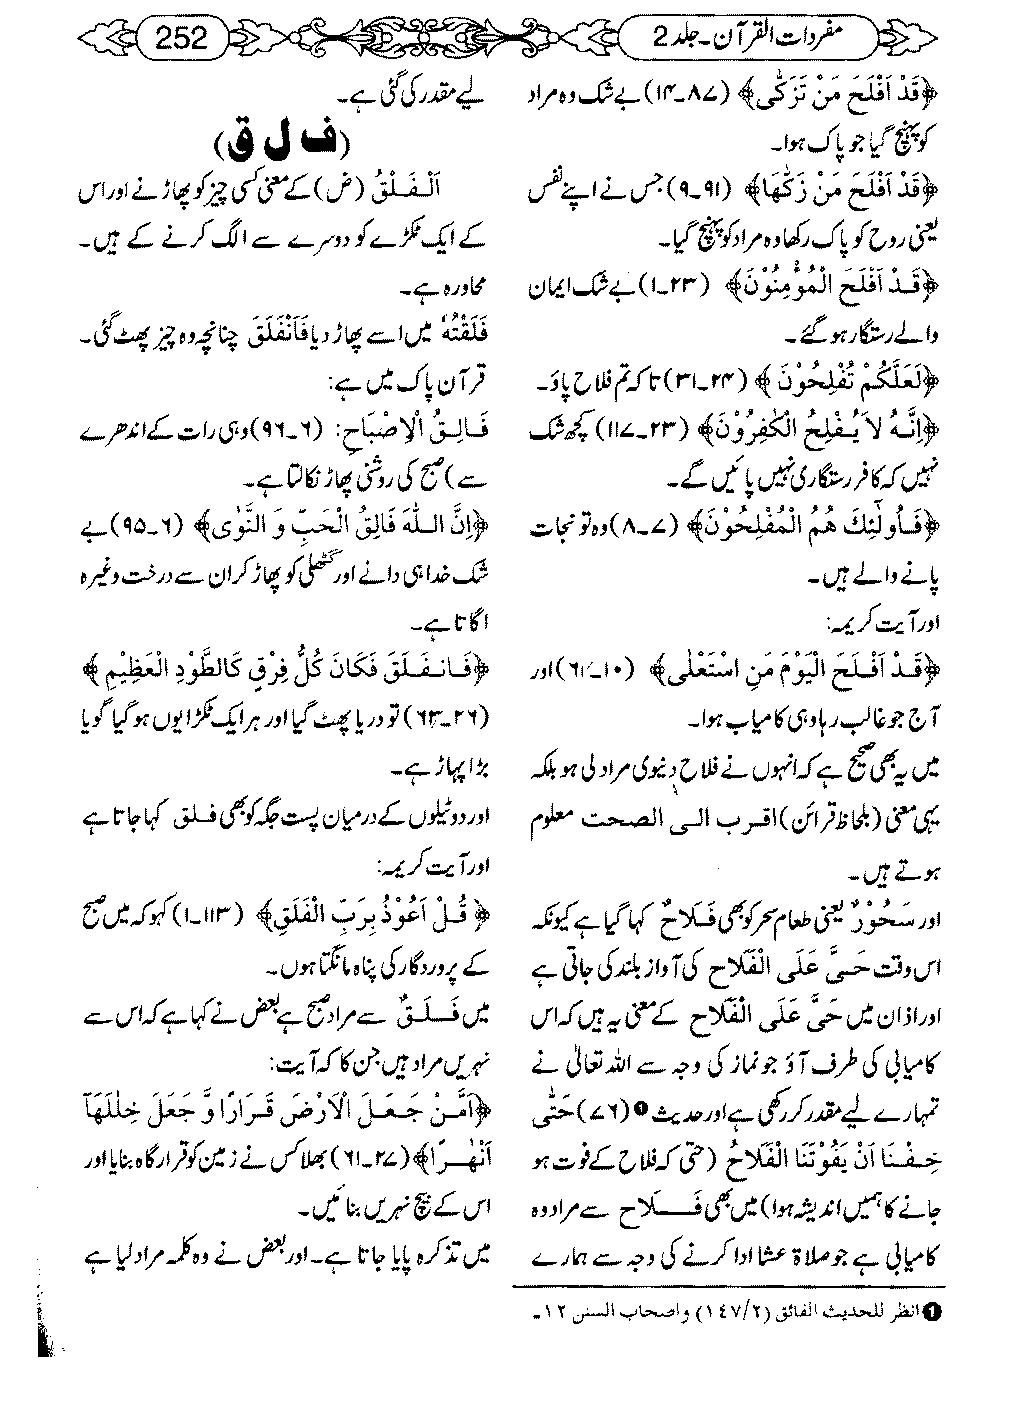 مفردات القرآن۔جلد 2
252
﴿قَدْ اَفْلَحَ مَنْ تَزَكّٰى﴾ (۸۷۔۱۴) بے شک وہ مراد
کو پہنچ گیا جو پاک ہوا۔
﴿قَدْ اَفْلَحَ مَنْ زَكّٰهَا﴾ (۹۱۔۹) جس نے اپنے نفس
یعنی روح کو پاک رکھا وہ مراد کو پہنچ گیا۔
﴿قَدْ اَفْلَحَ الْمُؤْمِنُوْنَ﴾ (۲۳۔۱) بے شک ایمان
والے رستگار ہوگئے۔
﴿لَعَلَّكُمْ تُفْلِحُوْنَ﴾ (۲۴۔۳۱) تاکہ تم فلاح پاؤ۔
﴿اِنَّهُ لاَ يُفْلِحُ الْكٰفِرُوْنَ﴾ (۲۳۔۱۱۷) کچھ شک
نہیں کہ کافر رستگاری نہیں پائیں گے۔
﴿فَاُولٰٓئِكَ هُمُ الْمُفْلِحُوْنَ﴾ (۷۔۸) وہ تو نجات
پانے والے ہیں۔
اور آیت کریمہ:
﴿قَدْ اَفْلَحَ الْيَوْمَ مَنِ اسْتَعْلٰى﴾ (۱۰۔۶۱) اور
آج جو غالب رہا وہی کامیاب ہوا۔
میں یہ بھی صحیح ہے کہ انہوں نے فلاح دنیوی مراد لی ہو بلکہ
یہی معنی (بلحاظ قرائن) اقرب الی الصحت معلوم
ہوتے ہیں۔
اور سَحُوْرٌ یعنی طعام سحر کو بھی فَلَاحٌ کہا گیا ہے کیونکہ
اس وقت حَیَّ عَلَی الْفَلَاحِ کی آواز بلند کی جاتی ہے
اور اذان میں حَیَّ عَلَی الْفَلَاحِ کے معنی یہ ہیں کہ اس
کامیابی کی طرف آؤ جو نماز کی وجہ سے اللہ تعالیٰ نے
تمہارے لیے مقدر کر رکھی ہے اور حدیث ❶ (۷۶) حَتّٰى
خِفْنَا اَنْ يَفُوْتَنَا الْفَلَاحُ (حتی کہ فلاح کے فوت ہو
جانے کا ہمیں اندیشہ ہوا) میں بھی فَلَاح سے مراد وہ
کامیابی ہے جو صلاۃ عشا ادا کرنے کی وجہ سے ہمارے
❶ انظر للحدیث الفائق (۱٤۷/۲) واصحاب السنن ۱۲۔
لیے مقدر کی گئی ہے۔
(ف ل ق)
اَلْفَلْقُ (ض) کے معنی کسی چیز کو پھاڑنے اور اس
کے ایک ٹکڑے کو دوسرے سے الگ کرنے کے ہیں۔
محاورہ ہے۔
فَلَقْتُهٗ میں اسے پھاڑ دیا فَانْفَلَقَ چنانچہ وہ چیز پھٹ گئی۔
قرآن پاک میں ہے:
فَالِقُ الْاِصْبَاحِ: (۶۔۹۶) وہی رات کے اندھرے
سے) صبح کی روشنی پھاڑ نکالتا ہے۔
﴿اِنَّ اللّٰهَ فَالِقُ الْحَبِّ وَ النَّوٰى﴾ (۶۔۹۵) بے
شک خدا ہی دانے اور گٹھلی کو پھاڑ کر ان سے درخت وغیرہ
اگاتا ہے۔
﴿فَانْفَلَقَ فَكَانَ كُلُّ فِرْقٍ كَالطَّوْدِ الْعَظِيْمِ﴾
(۲۶۔۶۳) تو دریا پھٹ گیا اور ہر ایک ٹکڑا یوں ہوگیا گویا
بڑا پہاڑ ہے۔
اور دو ٹیلوں کے درمیان پست جگہ کو بھی فلق کہا جاتا ہے
اور آیت کریمہ:
﴿قُلْ اَعُوْذُ بِرَبِّ الْفَلَقِ﴾ (۱۱۳۔۱) کہو کہ میں صبح
کے پروردگار کی پناہ مانگتا ہوں۔
میں فَلَقٌ سے مراد صبح ہے بعض نے کہا ہے کہ اس سے
نہریں مراد ہیں جن کا کہ آیت:
﴿اَمَّنْ جَعَلَ الْاَرْضَ قَرَارًا وَّ جَعَلَ خِلٰلَهَآ
اَنْهٰرًا﴾ (۲۷۔۶۱) بھلا کس نے زمین کو قرار گاہ بنایا اور
اس کے بیچ نہریں بنائیں۔
میں تذکرہ پایا جاتا ہے۔ اور بعض نے وہ کلمہ مراد لیا ہے